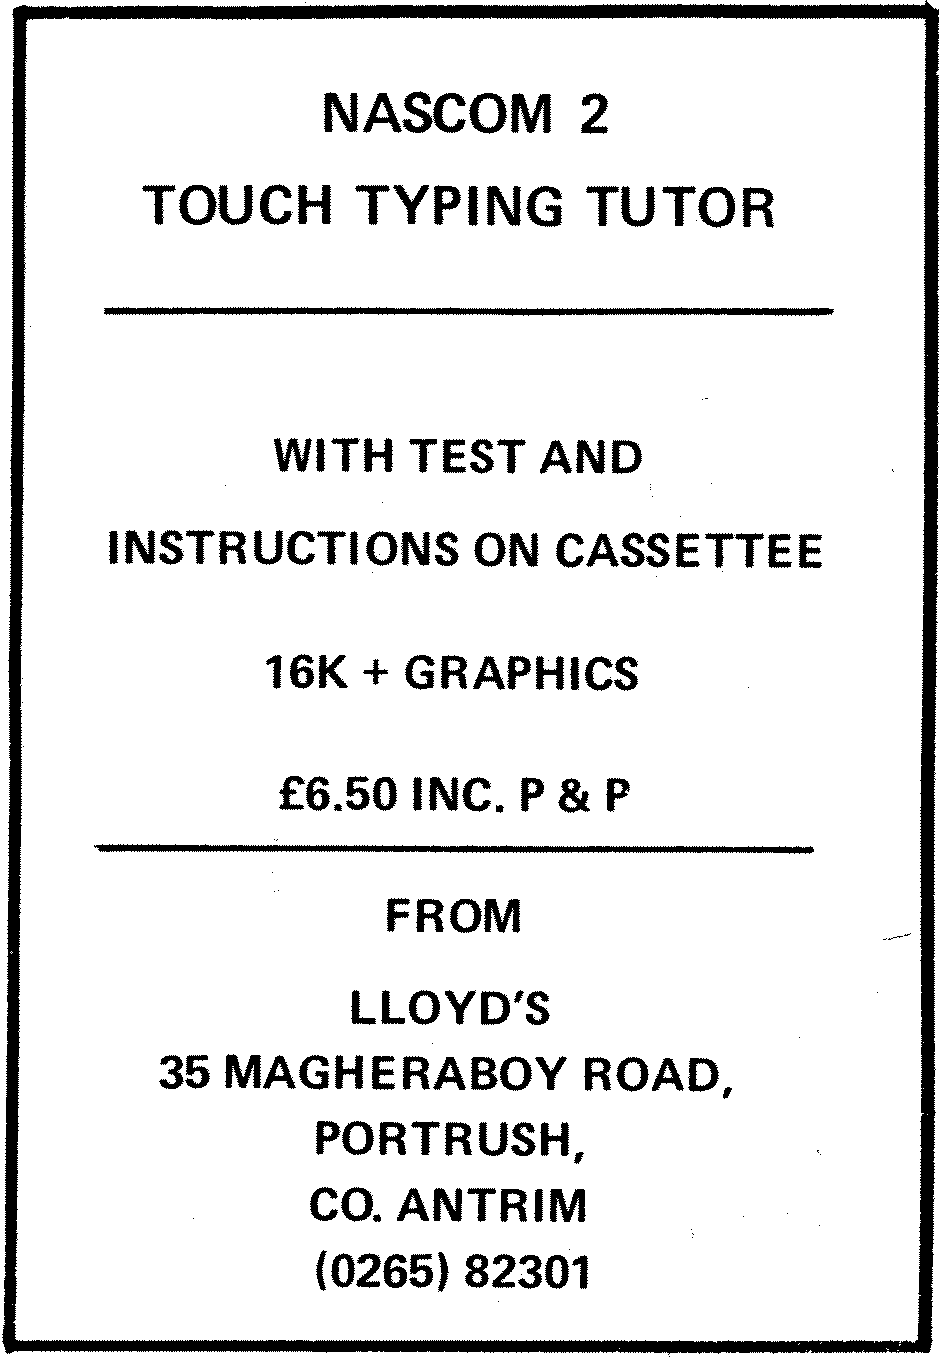 NASCOM 2
TOUCH TYPING TUTOR
WITH TEST AND
INSTRUCTIONS ON CASSETTEE
16K + GRAPHICS
£6.50 INC. P & P
FROM
LLOYD'S
35 MAGHERABOY ROAD,
PORTRUSH,
CO. ANTRIM
(0265) 82301